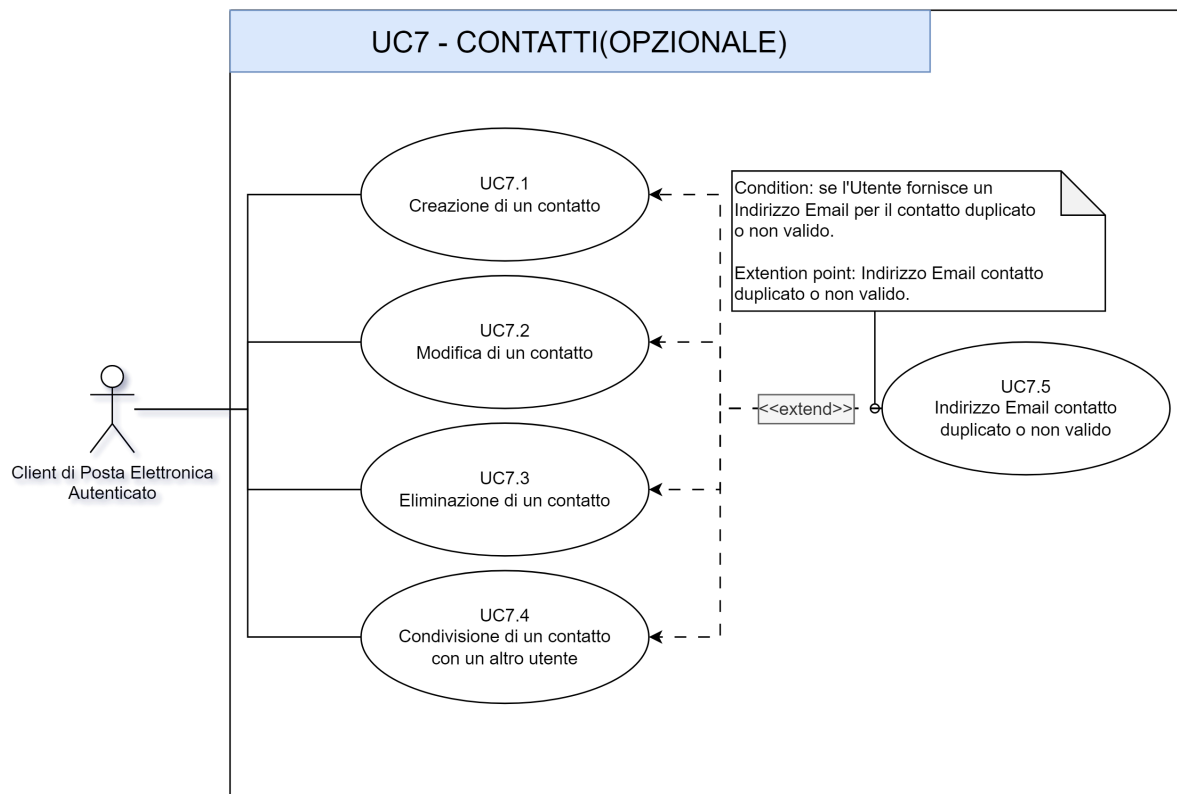 UC7 - CONTATTI(OPZIONALE)
UC7.1
Creazione di un contatto
Condition: se l'Utente fornisce un
Indirizzo Email per il contatto duplicato
o non valido.
Extention point: Indirizzo Email contatto
duplicato o non valido.
UC7.2
Modifica di un contatto
<<extend>>
UC7.5
Indirizzo Email contatto
duplicato o non valido
Client di Posta Elettronica
Autenticato
UC7.3
Eliminazione di un contatto
UC7.4
Condivisione di un contatto
con un altro utente